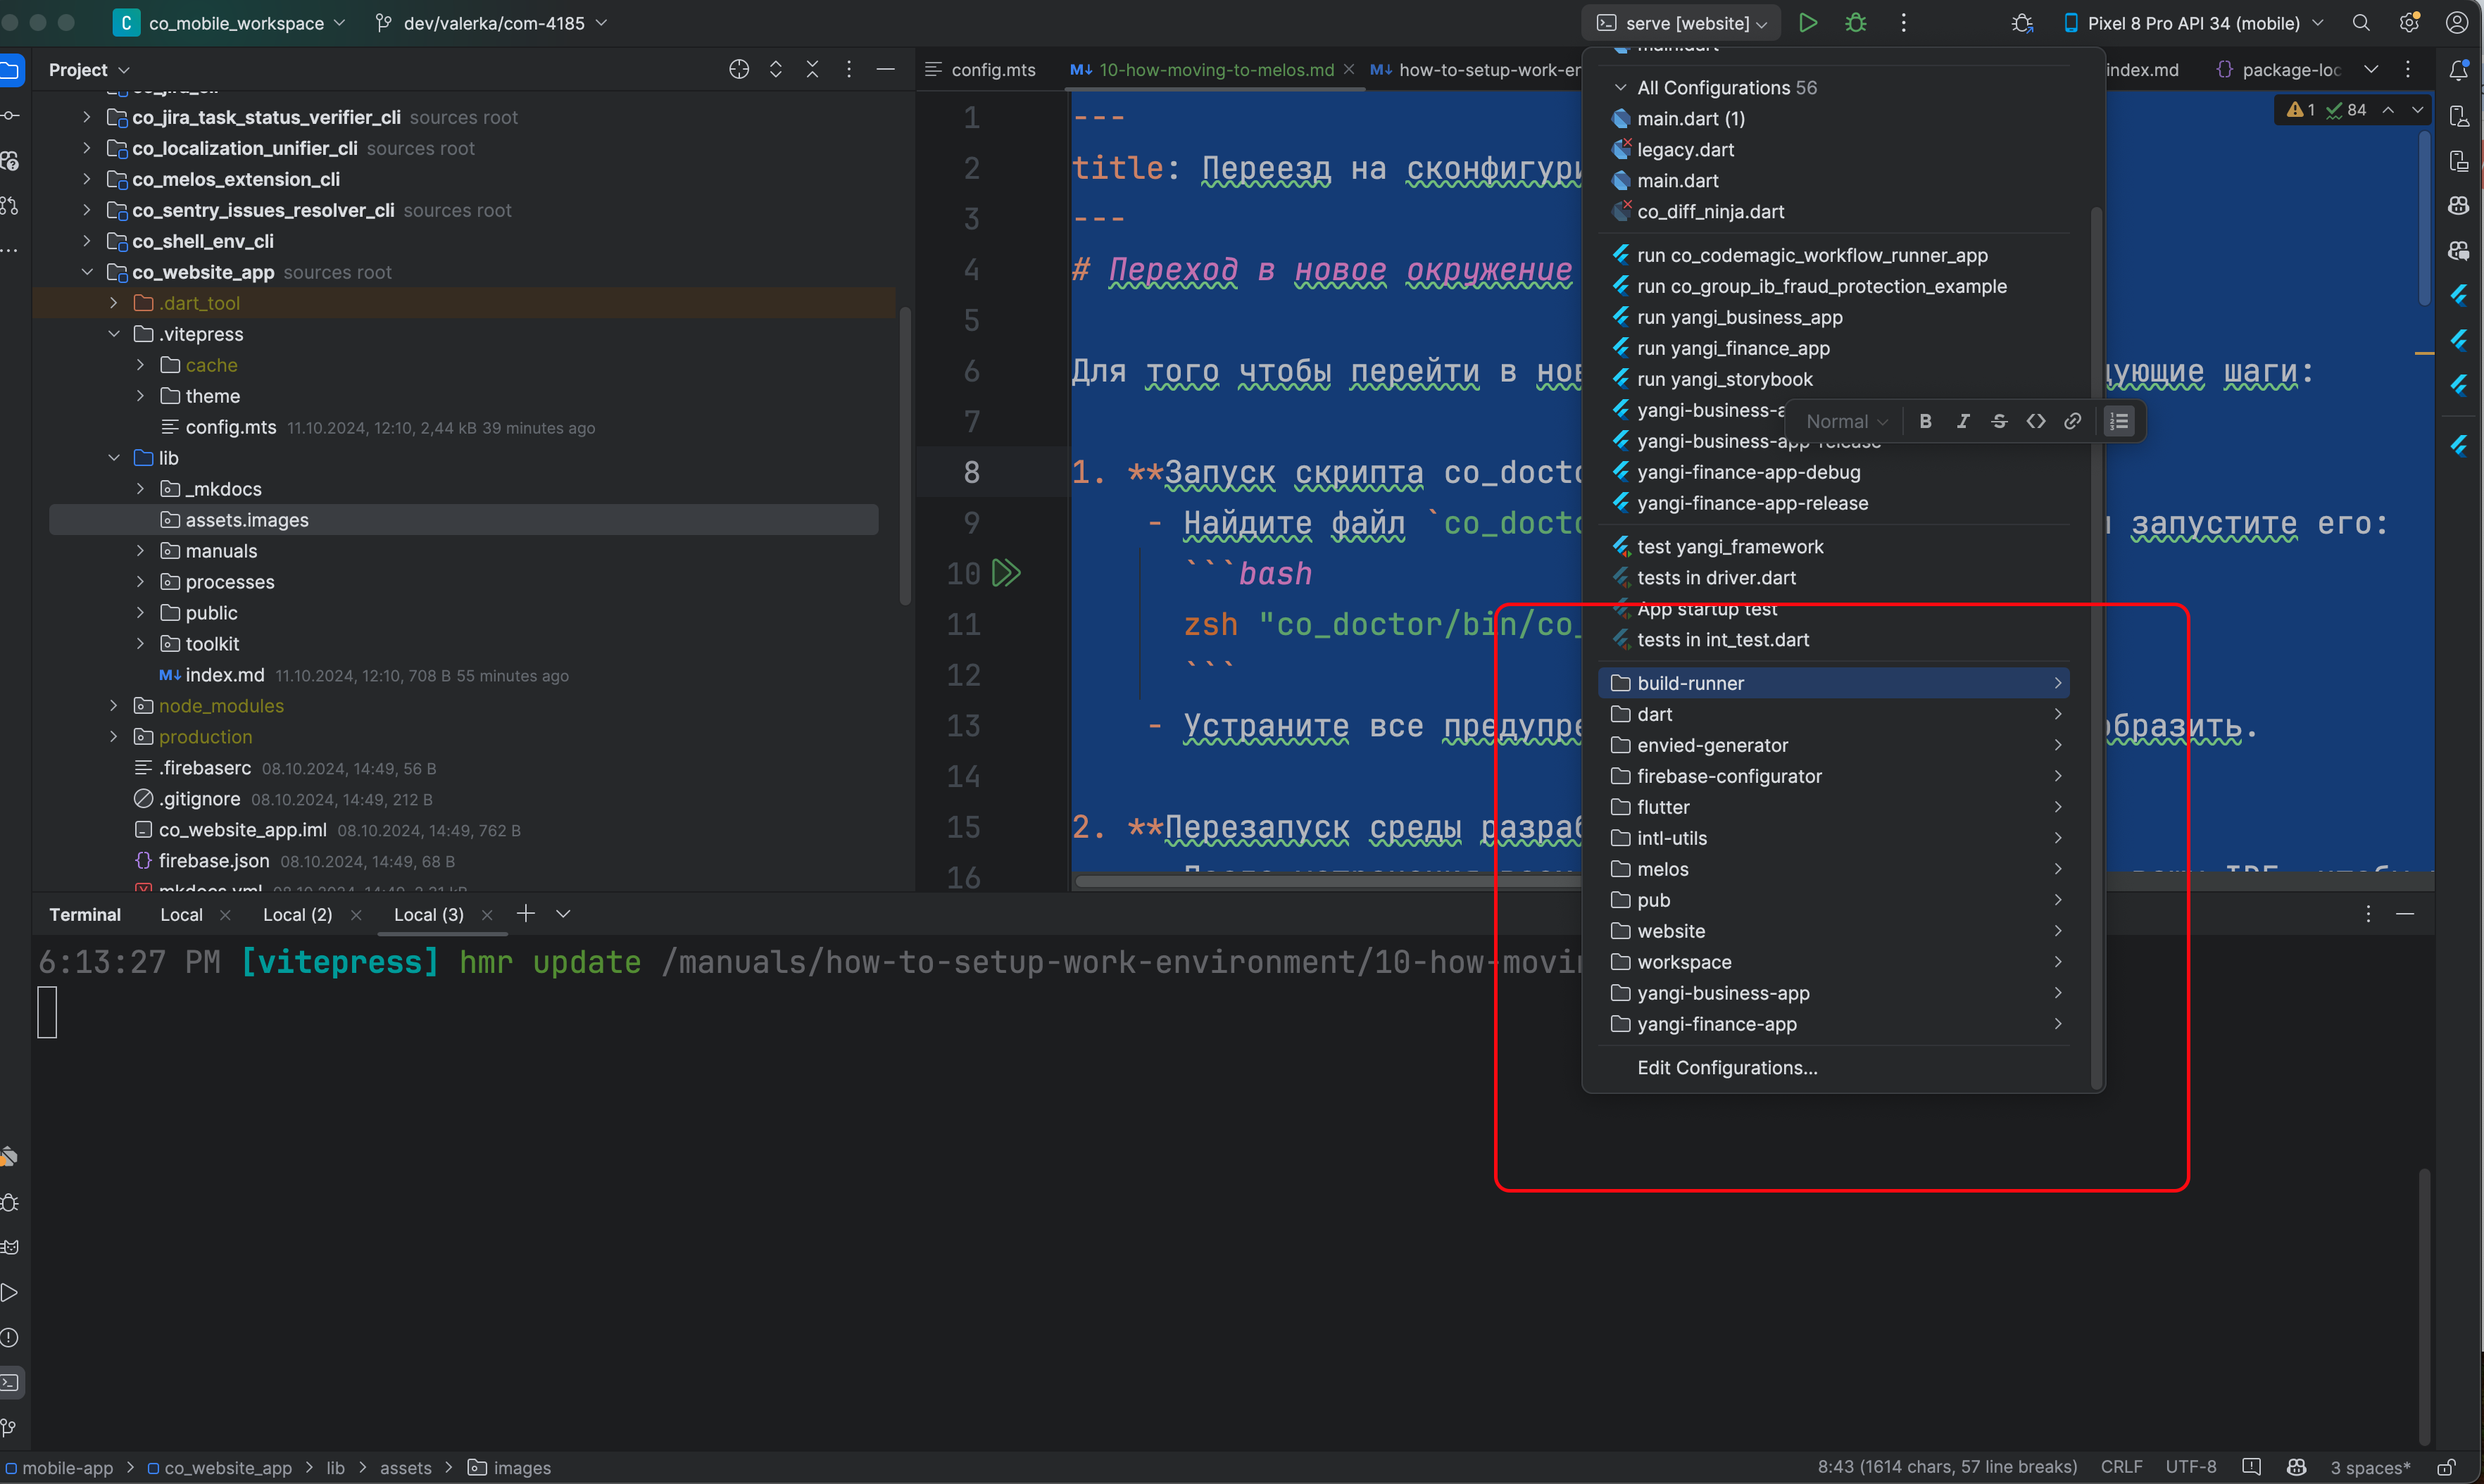 C co_mobile_workspace dev/valerka/com-4185 serve [website] Pixel 8 Pro API 34 (mobile)
Project
co_jira_task_status_verifier_cli sources root
co_localization_unifier_cli sources root
co_melos_extension_cli
co_sentry_issues_resolver_cli sources root
co_shell_env_cli
co_website_app sources root
.dart_tool
.vitepress
cache
theme
config.mts 11.10.2024, 12:10, 2,44 kB 39 minutes ago
lib
_mkdocs
assets.images
manuals
processes
public
toolkit
index.md 11.10.2024, 12:10, 708 B 55 minutes ago
node_modules
production
.firebaserc 08.10.2024, 14:49, 56 B
.gitignore 08.10.2024, 14:49, 212 B
co_website_app.iml 08.10.2024, 14:49, 762 B
firebase.json 08.10.2024, 14:49, 68 B
config.mts M↓ 10-how-moving-to-melos.md M↓ how-to-setup-work-en index.md {} package-loc
1 84
1 ---
2 title: Переезд на сконфигури
3 ---
4 # Переход в новое окружение
5
6 Для того чтобы перейти в нов дующие шаги:
7
8 1. **Запуск скрипта co_docto
9 - Найдите файл `co_docto и запустите его:
10 ```bash
11 zsh "co_doctor/bin/co_
12 ```
13 - Устраните все предупре образить.
14
15 2. **Перезапуск среды разраб
16
main.dart
All Configurations 56
main.dart (1)
legacy.dart
main.dart
co_diff_ninja.dart
run co_codemagic_workflow_runner_app
run co_group_ib_fraud_protection_example
run yangi_business_app
run yangi_finance_app
run yangi_storybook
yangi-business-a
Normal B I S <>
yangi-business-app-release
yangi-finance-app-debug
yangi-finance-app-release
test yangi_framework
tests in driver.dart
App startup test
tests in int_test.dart
build-runner
dart
envied-generator
firebase-configurator
flutter
intl-utils
melos
pub
website
workspace
yangi-business-app
yangi-finance-app
Edit Configurations...
Terminal Local Local (2) Local (3)
6:13:27 PM [vitepress] hmr update /manuals/how-to-setup-work-environment/10-how-movin
mobile-app > co_website_app > lib > assets > images 8:43 (1614 chars, 57 line breaks) CRLF UTF-8 3 spaces*